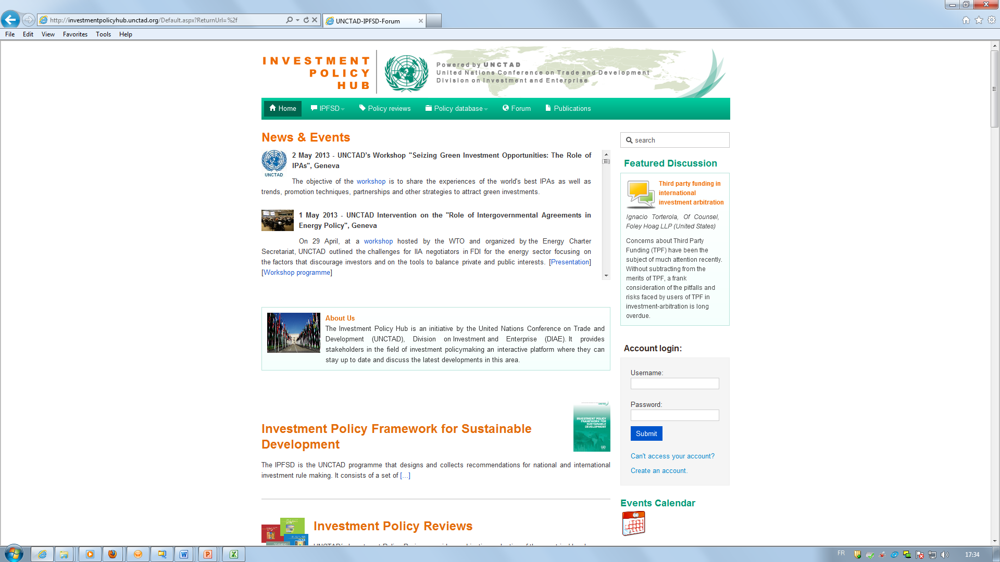 http://investmentpolicyhub.unctad.org/Default.aspx?ReturnUrl=%2f
UNCTAD-IPFSD-Forum
File Edit View Favorites Tools Help
INVESTMENT
POLICY
HUB
Powered by UNCTAD
United Nations Conference on Trade and Development
Division on Investment and Enterprise
Home IPFSD Policy reviews Policy database Forum Publications
News & Events
UNCTAD
2 May 2013 - UNCTAD's Workshop "Seizing Green Investment Opportunities: The Role of
IPAs", Geneva
The objective of the workshop is to share the experiences of the world's best IPAs as well as
trends, promotion techniques, partnerships and other strategies to attract green investments.
1 May 2013 - UNCTAD Intervention on the "Role of Intergovernmental Agreements in
Energy Policy", Geneva
On 29 April, at a workshop hosted by the WTO and organized by the Energy Charter
Secretariat, UNCTAD outlined the challenges for IIA negotiators in FDI for the energy sector focusing on
the factors that discourage investors and on the tools to balance private and public interests. [Presentation]
[Workshop programme]
About Us
The Investment Policy Hub is an initiative by the United Nations Conference on Trade and
Development (UNCTAD), Division on Investment and Enterprise (DIAE). It provides
stakeholders in the field of investment policymaking an interactive platform where they can
stay up to date and discuss the latest developments in this area.
Investment Policy Framework for Sustainable
Development
INVESTMENT POLICY
FRAMEWORK FOR
SUSTAINABLE
DEVELOPMENT
The IPFSD is the UNCTAD programme that designs and collects recommendations for national and international
investment rule making. It consists of a set of [...]
Investment Policy Reviews
search
Featured Discussion
Third party funding in
international
investment arbitration
Ignacio Torterola, Of Counsel,
Foley Hoag LLP (United States)
Concerns about Third Party
Funding (TPF) have been the
subject of much attention recently.
Without subtracting from the
merits of TPF, a frank
consideration of the pitfalls and
risks faced by users of TPF in
investment-arbitration is long
overdue.
Account login:
Username:
Password:
Submit
Can't access your account?
Create an account.
Events Calendar
FR
17:34